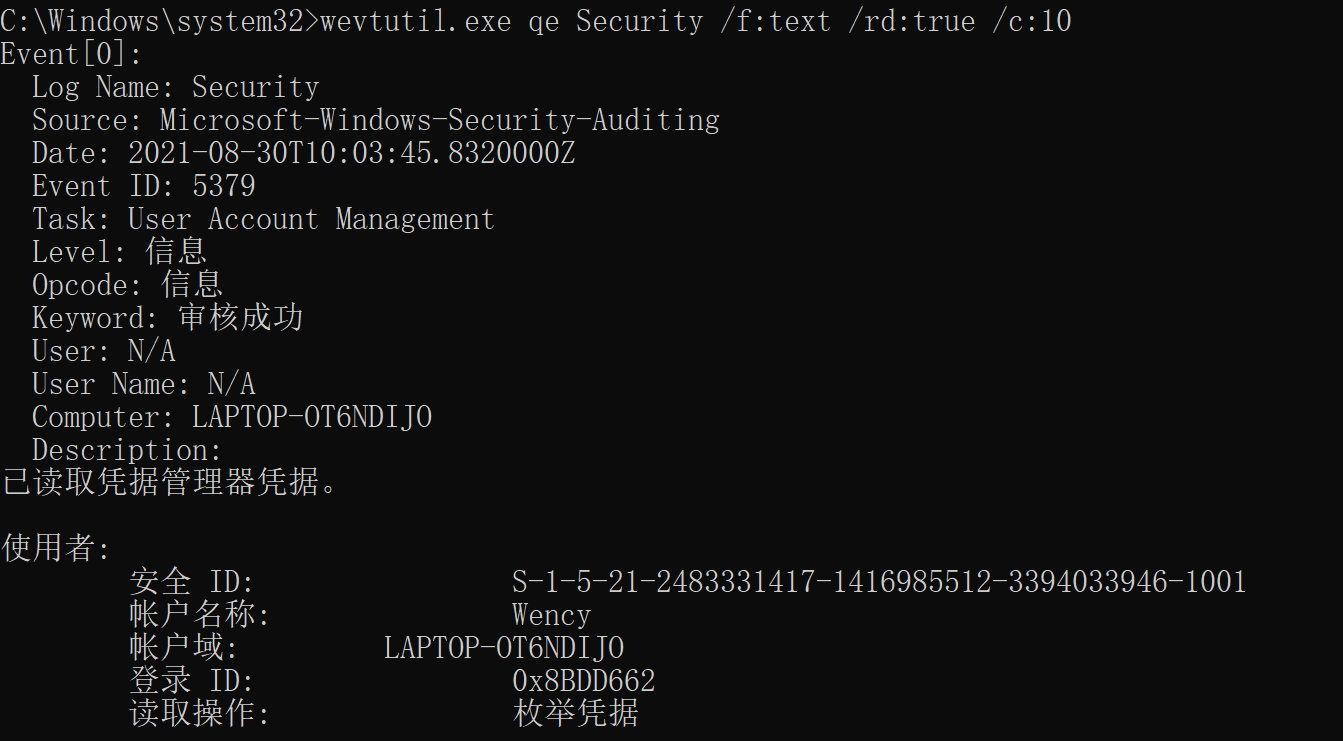 C:\Windows\system32>wevtutil.exe qe Security /f:text /rd:true /c:10
Event[0]:
Log Name: Security
Source: Microsoft-Windows-Security-Auditing
Date: 2021-08-30T10:03:45.8320000Z
Event ID: 5379
Task: User Account Management
Level: 信息
Opcode: 信息
Keyword: 审核成功
User: N/A
User Name: N/A
Computer: LAPTOP-OT6NDIJO
Description:
已读取凭据管理器凭据。
使用者:
安全 ID: S-1-5-21-2483331417-1416985512-3394033946-1001
帐户名称: Wency
帐户域: LAPTOP-OT6NDIJO
登录 ID: 0x8BDD662
读取操作: 枚举凭据